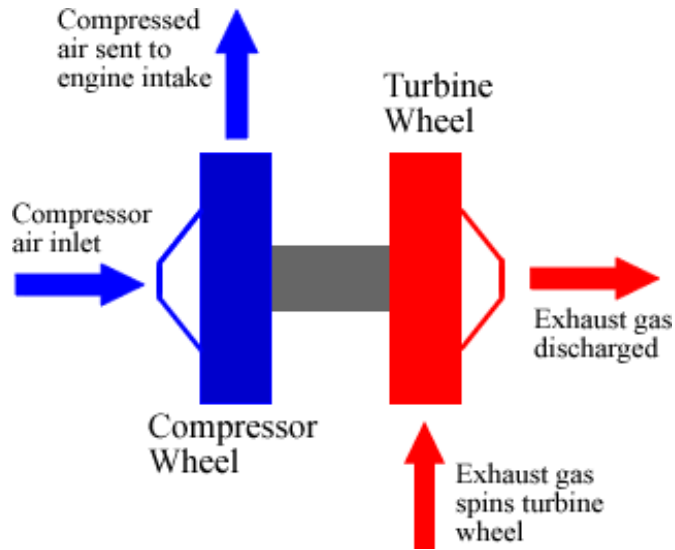 Compressed
air sent to
engine intake
Turbine
Wheel
Compressor
air inlet
Exhaust gas
discharged
Compressor
Wheel
Exhaust gas
spins turbine
wheel